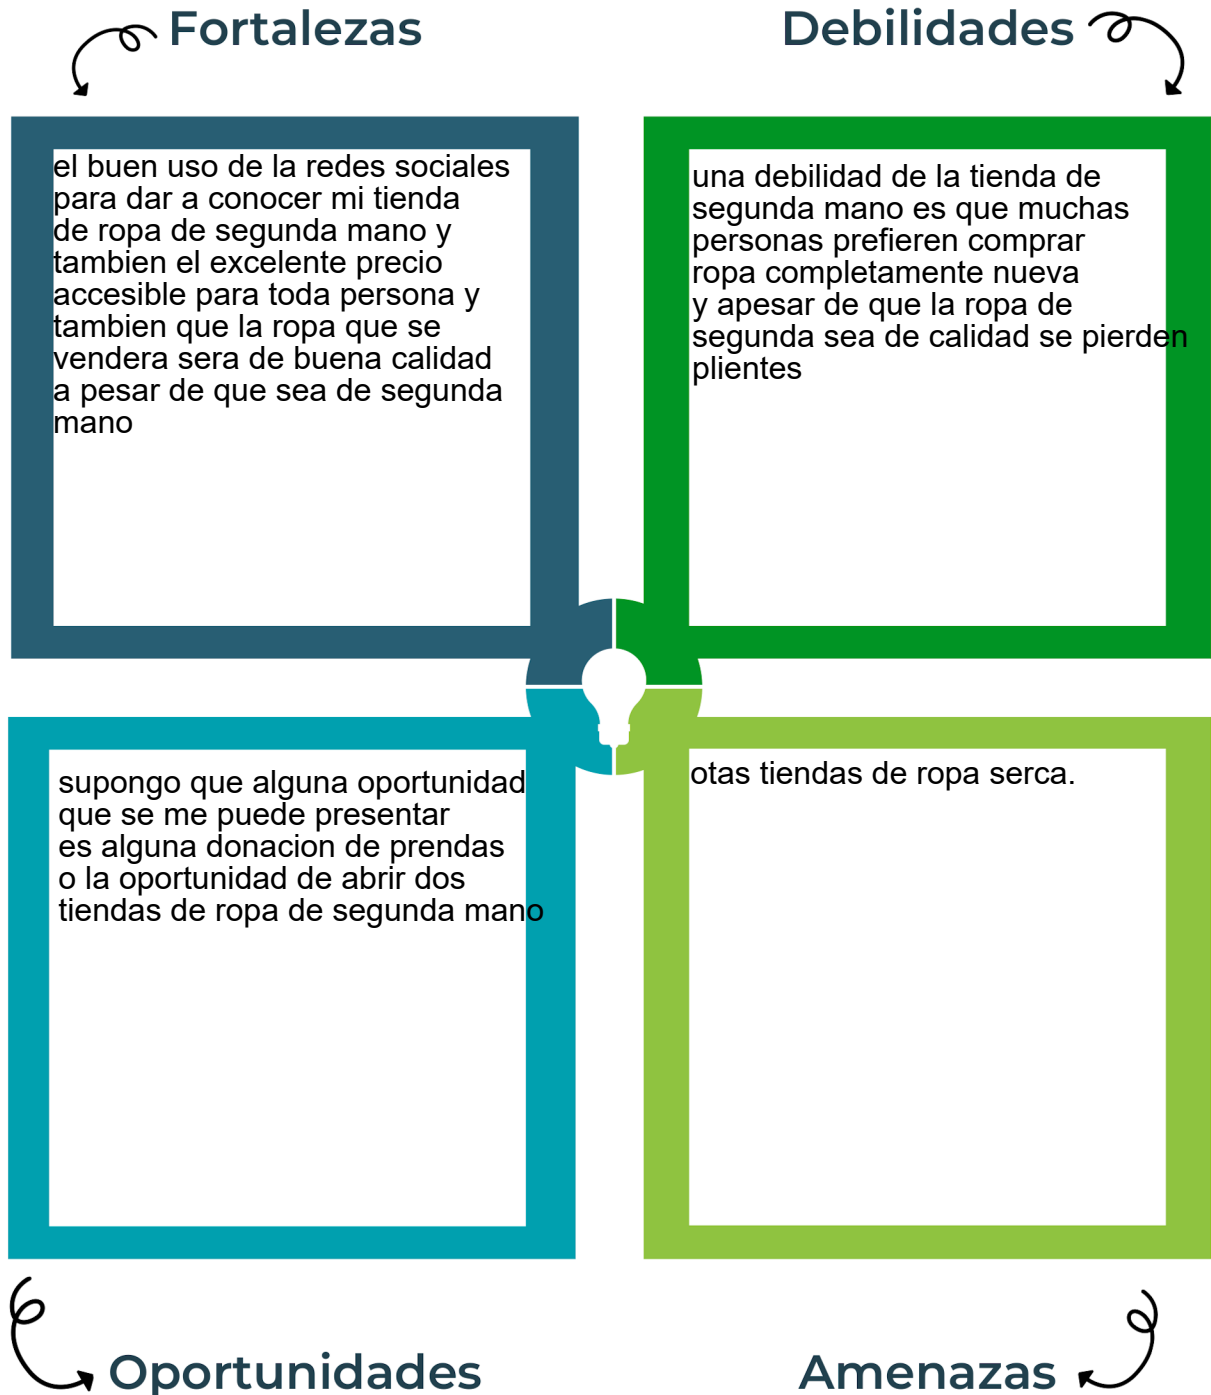 Fortalezas
el buen uso de la redes sociales
para dar a conocer mi tienda
de ropa de segunda mano y
tambien el excelente precio
accesible para toda persona y
tambien que la ropa que se
vendera sera de buena calidad
a pesar de que sea de segunda
mano
Debilidades
una debilidad de la tienda de
segunda mano es que muchas
personas prefieren comprar
ropa completamente nueva
y apesar de que la ropa de
segunda sea de calidad se pierden
plientes
supongo que alguna oportunidad
que se me puede presentar
es alguna donacion de prendas
o la oportunidad de abrir dos
tiendas de ropa de segunda mano
Oportunidades
otas tiendas de ropa serca.
Amenazas